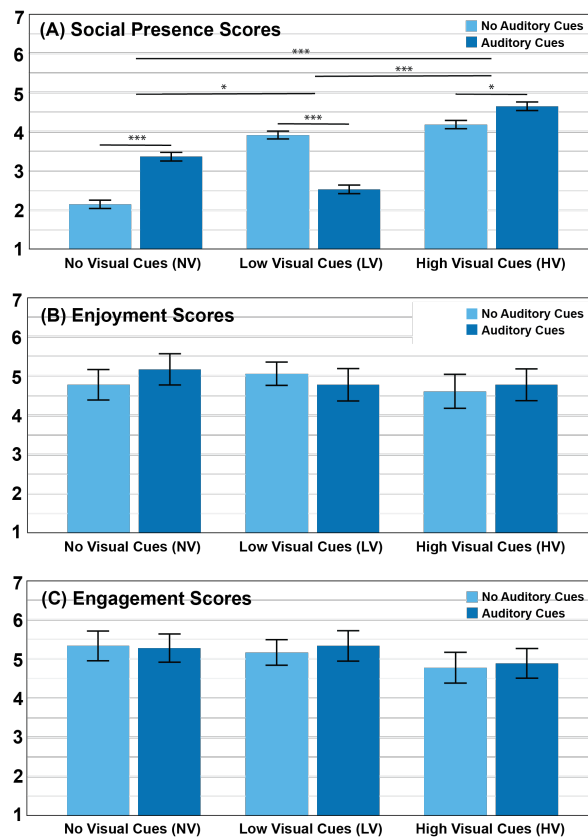 (A) Social Presence Scores
No Auditory Cues
Auditory Cues
7
6
5
4
3
2
1
***
***
*
***
*
***
No Visual Cues (NV)
Low Visual Cues (LV)
High Visual Cues (HV)
(B) Enjoyment Scores
No Auditory Cues
Auditory Cues
7
6
5
4
3
2
1
No Visual Cues (NV)
Low Visual Cues (LV)
High Visual Cues (HV)
(C) Engagement Scores
No Auditory Cues
Auditory Cues
7
6
5
4
3
2
1
No Visual Cues (NV)
Low Visual Cues (LV)
High Visual Cues (HV)